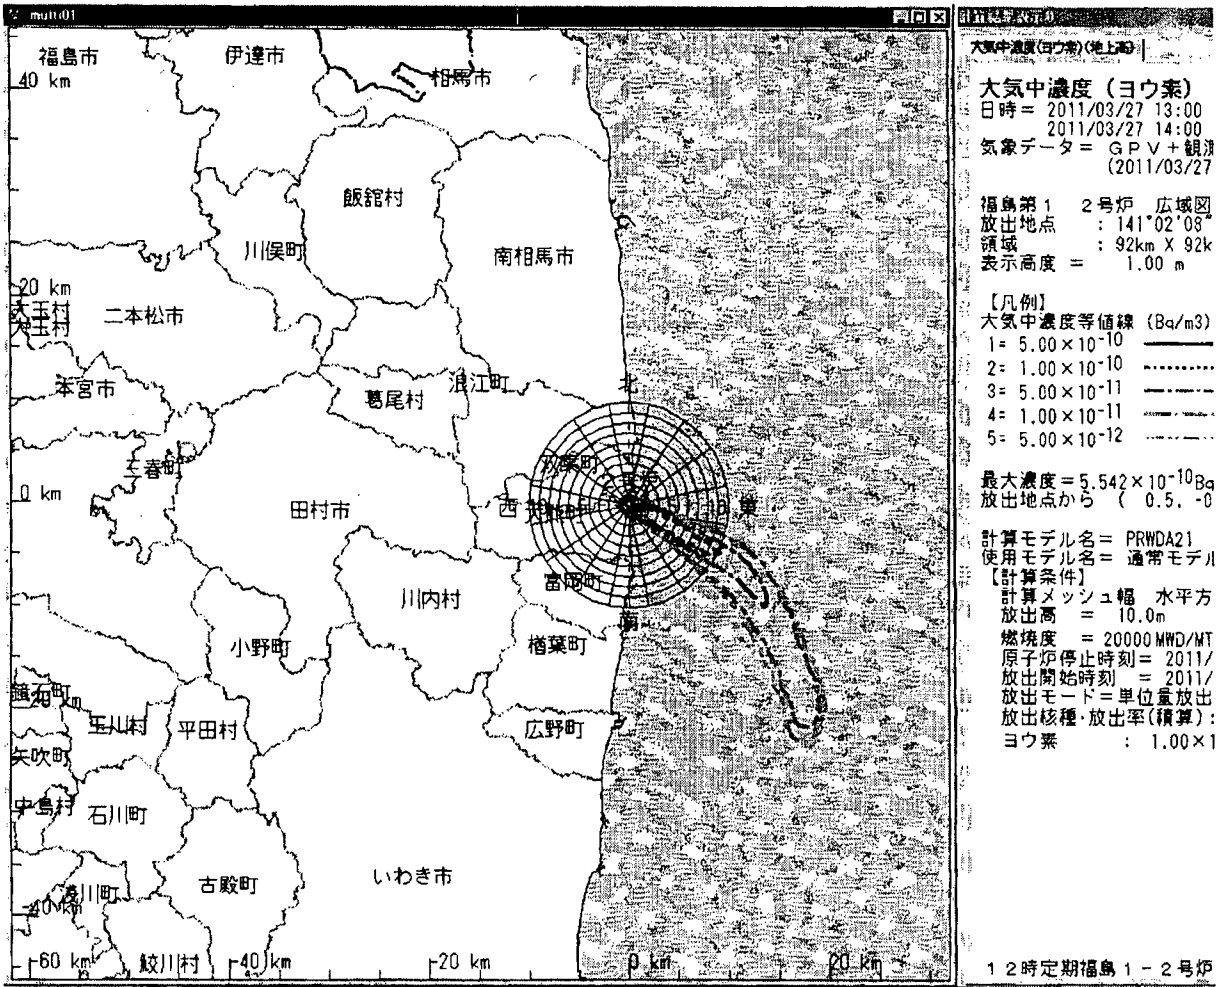 multi01
福島市
伊達市
相馬市
40 km
飯舘村
川俣町
南相馬市
20 km
大玉村
大玉村
二本松市
本宮市
葛尾村
浪江町
北
三春町
双葉町
0 km
田村市
西
東
富岡町
川内村
南
小野町
楢葉町
鏡石町
玉川村
平田村
広野町
矢吹町
中島村
石川町
いわき市
古殿町
浅川町
-40 km
-60 km
鮫川村
-40 km
-20 km
0 km
20 km
大気中濃度(ヨウ素)(地上高)
大気中濃度(ヨウ素)
日時= 2011/03/27 13:00
2011/03/27 14:00
気象データ= GPV+観測
(2011/03/27
福島第1 2号炉 広域図
放出地点 : 141°02'08"
領域 : 92km X 92k
表示高度 = 1.00 m
【凡例】
大気中濃度等値線 (Bq/m3)
1= 5.00×10⁻¹⁰
2= 1.00×10⁻¹⁰
3= 5.00×10⁻¹¹
4= 1.00×10⁻¹¹
5= 5.00×10⁻¹²
最大濃度=5.542×10⁻¹⁰Bq
放出地点から ( 0.5, -0
計算モデル名= PRWDA21
使用モデル名= 通常モデル
【計算条件】
計算メッシュ幅 水平方
放出高 = 10.0m
燃焼度 = 20000MWD/MT
原子炉停止時刻= 2011/
放出開始時刻 = 2011/
放出モード=単位量放出
放出核種・放出率(積算):
ヨウ素 : 1.00×1
12時定期福島1-2号炉